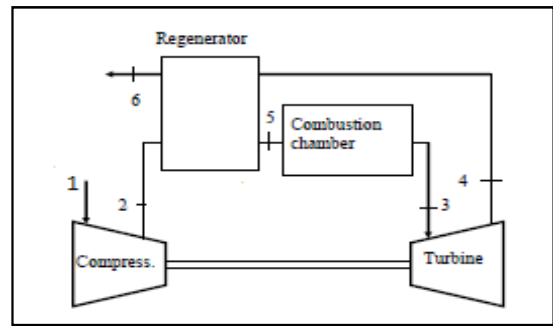 Regenerator
6
5
Combustion
chamber
1
2
3
4
Compress.
Turbine